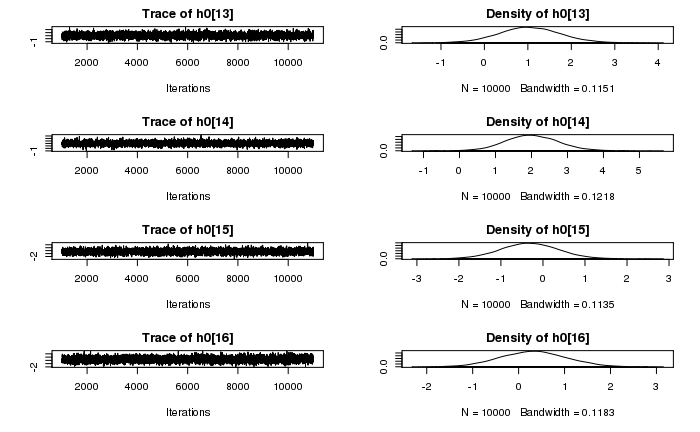 Trace of h0[13]
-1
2000 4000 6000 8000 10000
Iterations
Density of h0[13]
0.0
-1 0 1 2 3 4
N = 10000 Bandwidth = 0.1151
Trace of h0[14]
-1
2000 4000 6000 8000 10000
Iterations
Density of h0[14]
0.0
-1 0 1 2 3 4 5
N = 10000 Bandwidth = 0.1218
Trace of h0[15]
-2
2000 4000 6000 8000 10000
Iterations
Density of h0[15]
0.0
-3 -2 -1 0 1 2 3
N = 10000 Bandwidth = 0.1135
Trace of h0[16]
-2
2000 4000 6000 8000 10000
Iterations
Density of h0[16]
0.0
-2 -1 0 1 2 3
N = 10000 Bandwidth = 0.1183